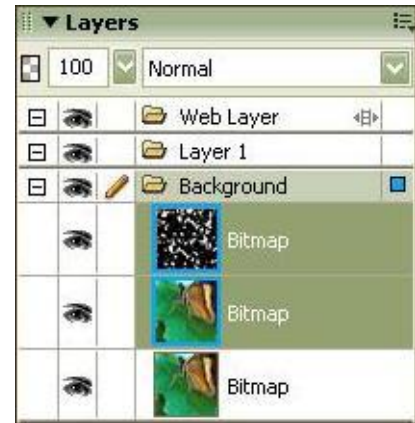 Layers
100 Normal
Web Layer
Layer 1
Background
Bitmap
Bitmap
Bitmap